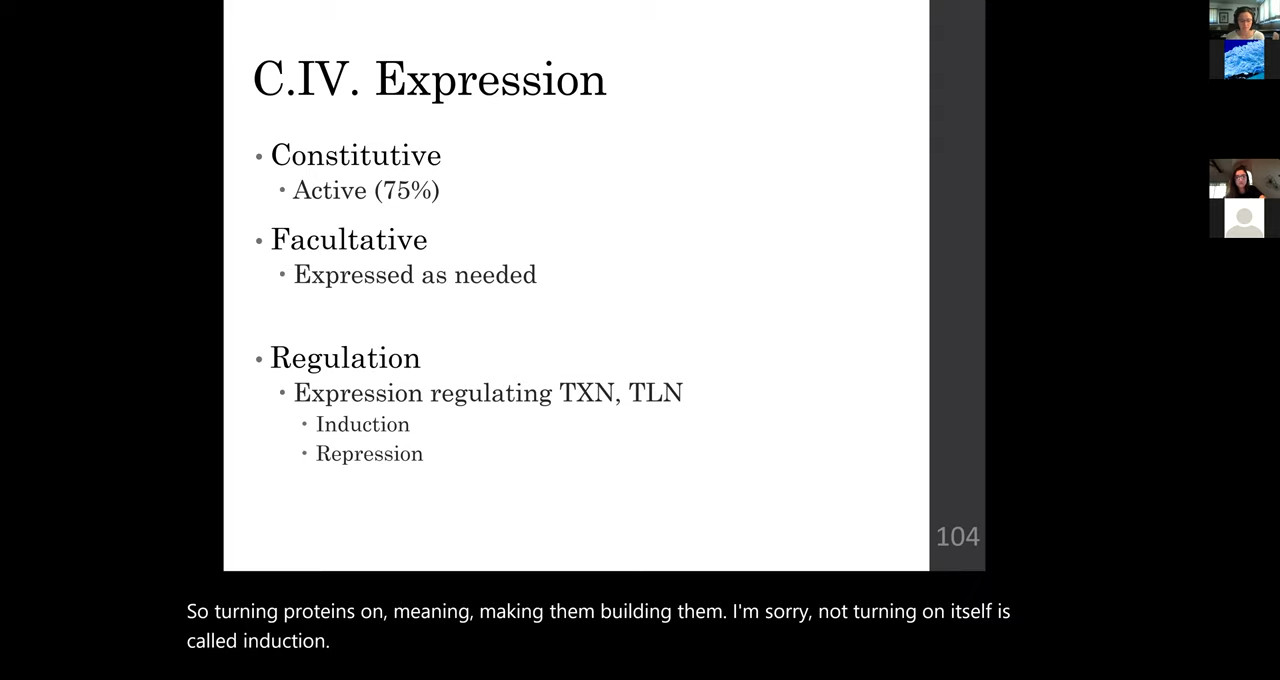 C.IV. Expression
• Constitutive
• Active (75%)
• Facultative
• Expressed as needed
• Regulation
• Expression regulating TXN, TLN
• Induction
• Repression
104
So turning proteins on, meaning, making them building them. I'm sorry, not turning on itself is
called induction.